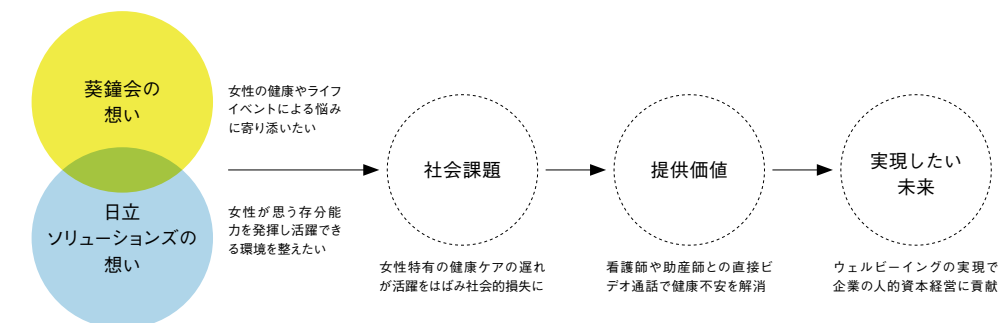 葵鐘会の
想い
女性の健康やライフ
イベントによる悩み
に寄り添いたい
日立
ソリューションズの
想い
女性が思う存分能
力を発揮し活躍でき
る環境を整えたい
社会課題
女性特有の健康ケアの遅れ
が活躍をはばみ社会的損失に
提供価値
看護師や助産師との直接ビ
デオ通話で健康不安を解消
実現したい
未来
ウェルビーイングの実現で
企業の人的資本経営に貢献